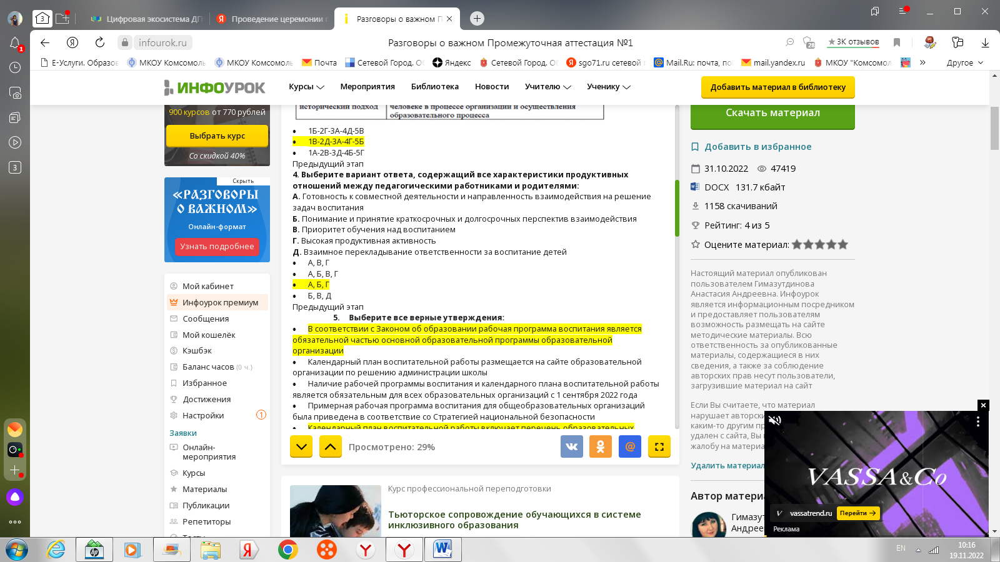 3
Цифровая экосистема ДП
Проведение церемонии п
Разговоры о важном П
infourok.ru
Разговоры о важном Промежуточная аттестация №1
28
3К отзывов
1
Е-Услуги. Образов
МКОУ Комсомоль
МКОУ Комсомоль
Почта
Сетевой Город. Об
Яндекс
Сетевой Город. Об
sgo71.ru сетевой г
Mail.Ru: почта, по
mail.yandex.ru
МКОУ "Комсомол
»
Другое
ИНФОУРОК
Курсы
Мероприятия
Библиотека
Новости
Учителю
Ученику
Добавить материал в библиотеку
3
900 курсов от 770 рублей
Выбрать курс
Со скидкой 40%
Скрыть
«РАЗГОВОРЫ
О ВАЖНОМ»
Онлайн-формат
Узнать подробнее
Мой кабинет
Инфоурок премиум
Сообщения
Мой кошелёк
Кэшбэк
Баланс часов (0 ч.)
Избранное
Достижения
Настройки 1
Заявки
Онлайн-
мероприятия
Курсы
Материалы
Публикации
Репетиторы
Тесты
исторический подход
человеке в процессе организации и осуществления
образовательного процесса
• 1Б-2Г-3А-4Д-5В
• 1В-2Д-3А-4Г-5Б
• 1А-2В-3Д-4Б-5Г
Предыдущий этап
4. Выберите вариант ответа, содержащий все характеристики продуктивных
отношений между педагогическими работниками и родителями:
А. Готовность к совместной деятельности и направленность взаимодействия на решение
задач воспитания
Б. Понимание и принятие краткосрочных и долгосрочных перспектив взаимодействия
В. Приоритет обучения над воспитанием
Г. Высокая продуктивная активность
Д. Взаимное перекладывание ответственности за воспитание детей
• А, В, Г
• А, Б, В, Г
• А, Б, Г
• Б, В, Д
Предыдущий этап
5. Выберите все верные утверждения:
• В соответствии с Законом об образовании рабочая программа воспитания является
обязательной частью основной образовательной программы образовательной
организации
• Календарный план воспитательной работы размещается на сайте образовательной
организации по решению администрации школы
• Наличие рабочей программы воспитания и календарного плана воспитательной работы
является обязательным для всех образовательных организаций с 1 сентября 2022 года
• Примерная рабочая программа воспитания для общеобразовательных организаций
была приведена в соответствие со Стратегией национальной безопасности
• Календарный план воспитательной работы включает перечень образовательных
Просмотрено: 29%
Курс профессиональной переподготовки
Тьюторское сопровождение обучающихся в системе
инклюзивного образования
Скачать материал
Добавить в избранное
31.10.2022 47419
DOCX 131.7 кбайт
1158 скачиваний
Рейтинг: 4 из 5
Оцените материал:
Настоящий материал опубликован
пользователем Гимазутдинова
Анастасия Андреевна. Инфоурок
является информационным посредником
и предоставляет пользователям
возможность размещать на сайте
методические материалы. Всю
ответственность за опубликованные
материалы, содержащиеся в них
сведения, а также за соблюдение
авторских прав несут пользователи,
загрузившие материал на сайт
Если Вы считаете, что материал
нарушает авторски
каким-то другим пр
удален с сайта, Вы
жалобу на материа
Удалить материал
Автор матери
Гимазут
Андрее
VASSA&Co
vassatrend.ru
Перейти →
Реклама
EN
10:16
19.11.2022